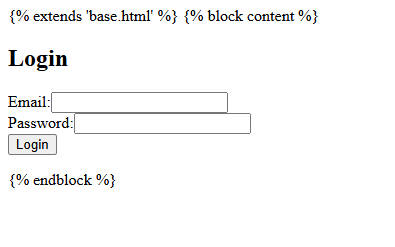 {% extends 'base.html' %} {% block content %}
Login
Email:
Password:
Login
{% endblock %}